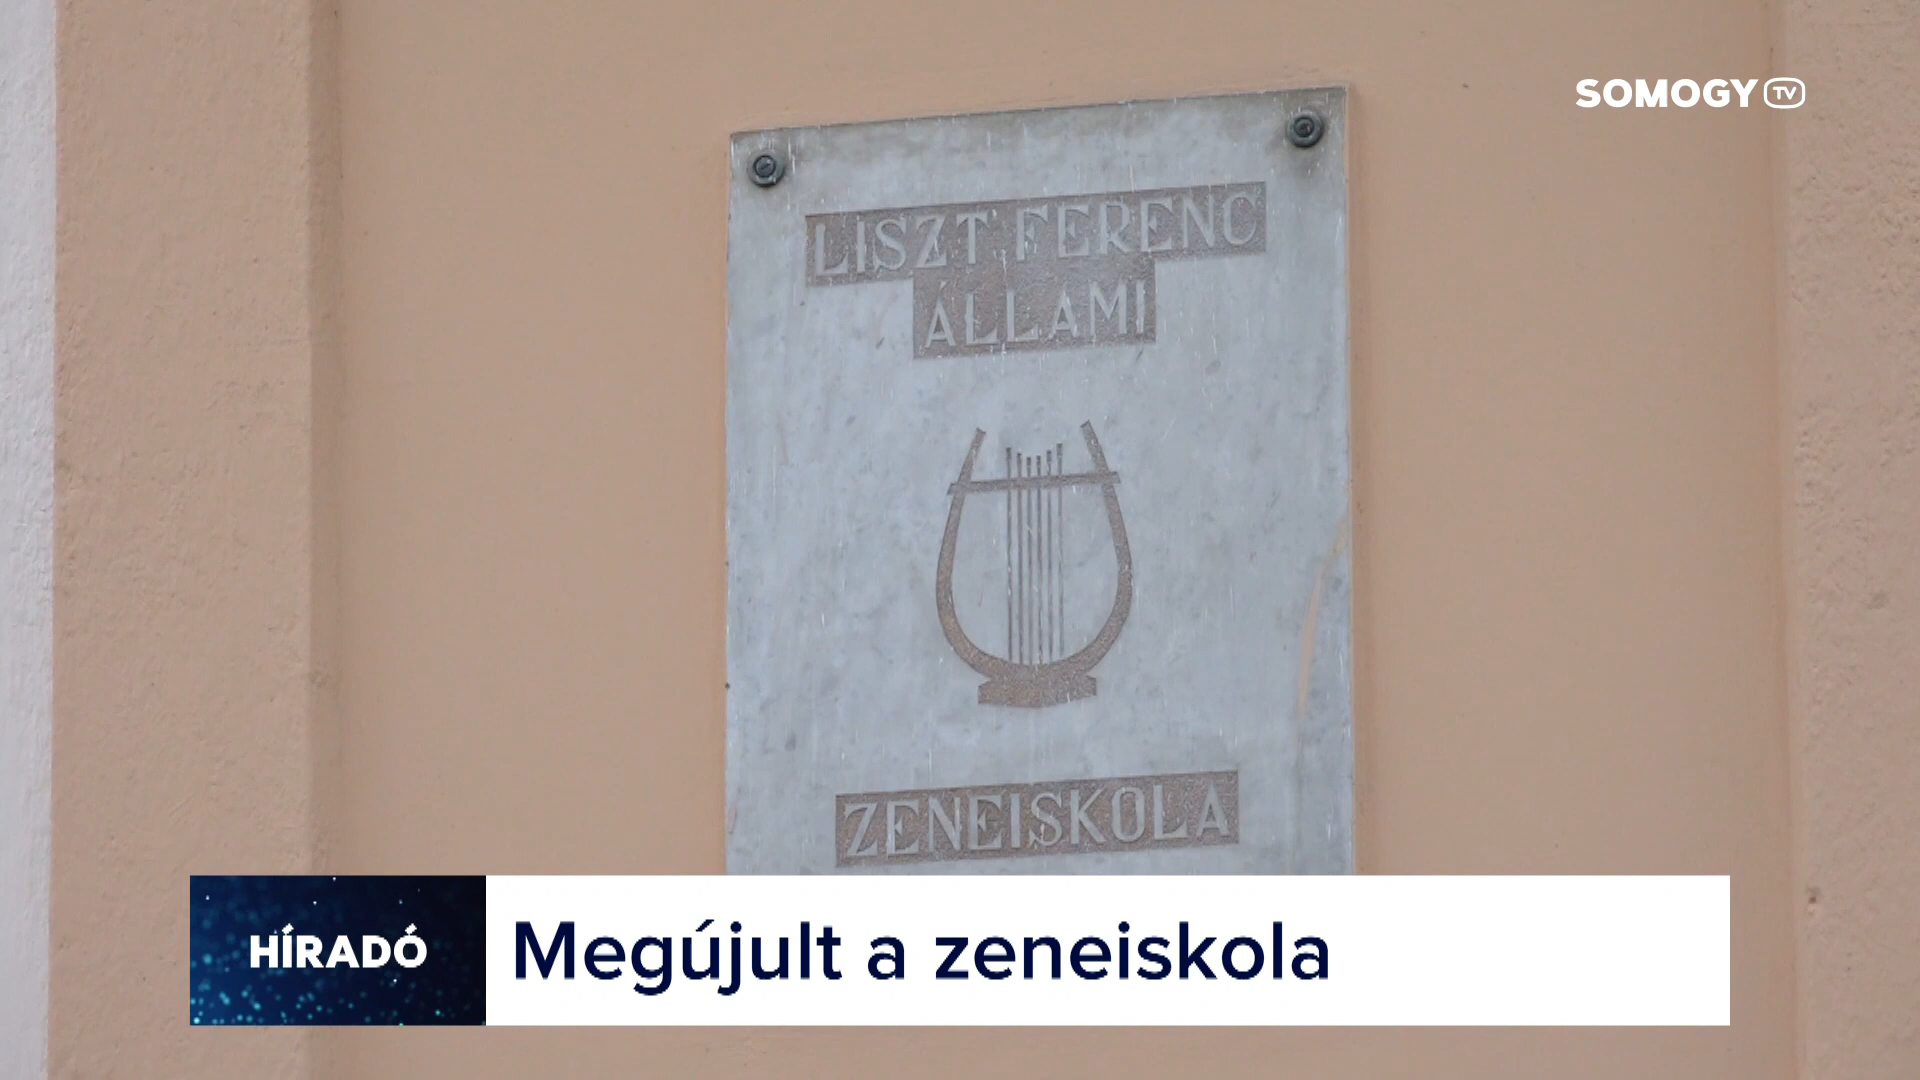 SOMOGY TV
LISZT FERENC
ÁLLAMI
ZENEISKOLA
HÍRADÓ
Megújult a zeneiskola